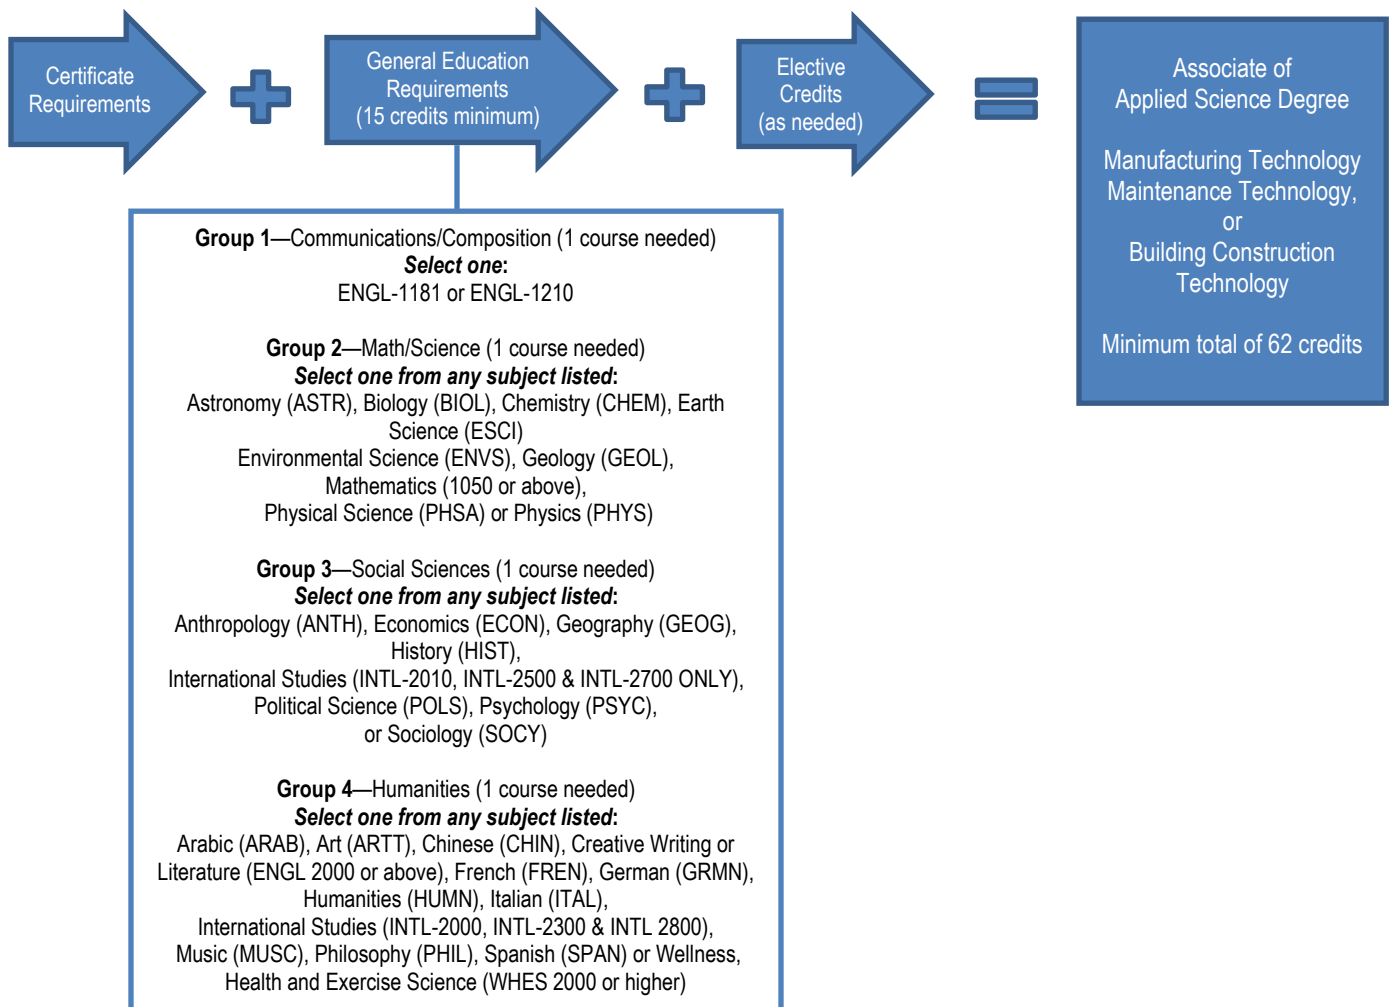 Certificate
Requirements
General Education
Requirements
(15 credits minimum)
Elective
Credits
(as needed)
Associate of
Applied Science Degree
Manufacturing Technology
Maintenance Technology,
or
Building Construction
Technology
Minimum total of 62 credits
Group 1—Communications/Composition (1 course needed)
Select one:
ENGL-1181 or ENGL-1210
Group 2—Math/Science (1 course needed)
Select one from any subject listed:
Astronomy (ASTR), Biology (BIOL), Chemistry (CHEM), Earth
Science (ESCI)
Environmental Science (ENVS), Geology (GEOL),
Mathematics (1050 or above),
Physical Science (PHSA) or Physics (PHYS)
Group 3—Social Sciences (1 course needed)
Select one from any subject listed:
Anthropology (ANTH), Economics (ECON), Geography (GEOG),
History (HIST),
International Studies (INTL-2010, INTL-2500 & INTL-2700 ONLY),
Political Science (POLS), Psychology (PSYC),
or Sociology (SOCY)
Group 4—Humanities (1 course needed)
Select one from any subject listed:
Arabic (ARAB), Art (ARTT), Chinese (CHIN), Creative Writing or
Literature (ENGL 2000 or above), French (FREN), German (GRMN),
Humanities (HUMN), Italian (ITAL),
International Studies (INTL-2000, INTL-2300 & INTL 2800),
Music (MUSC), Philosophy (PHIL), Spanish (SPAN) or Wellness,
Health and Exercise Science (WHES 2000 or higher)